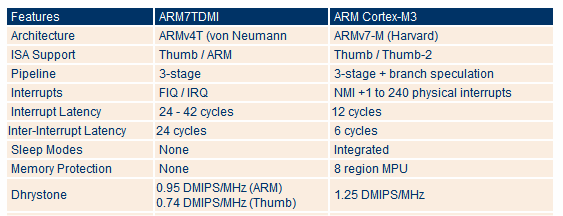 Features ARM7TDMI ARM Cortex-M3
Architecture ARMv4T (von Neumann ARMv7-M (Harvard)
ISA Support Thumb / ARM Thumb / Thumb-2
Pipeline 3-stage 3-stage + branch speculation
Interrupts FIQ / IRQ NMI +1 to 240 physical interrupts
Interrupt Latency 24 - 42 cycles 12 cycles
Inter-Interrupt Latency 24 cycles 6 cycles
Sleep Modes None Integrated
Memory Protection None 8 region MPU
Dhrystone 0.95 DMIPS/MHz (ARM) 1.25 DMIPS/MHz
0.74 DMIPS/MHz (Thumb)